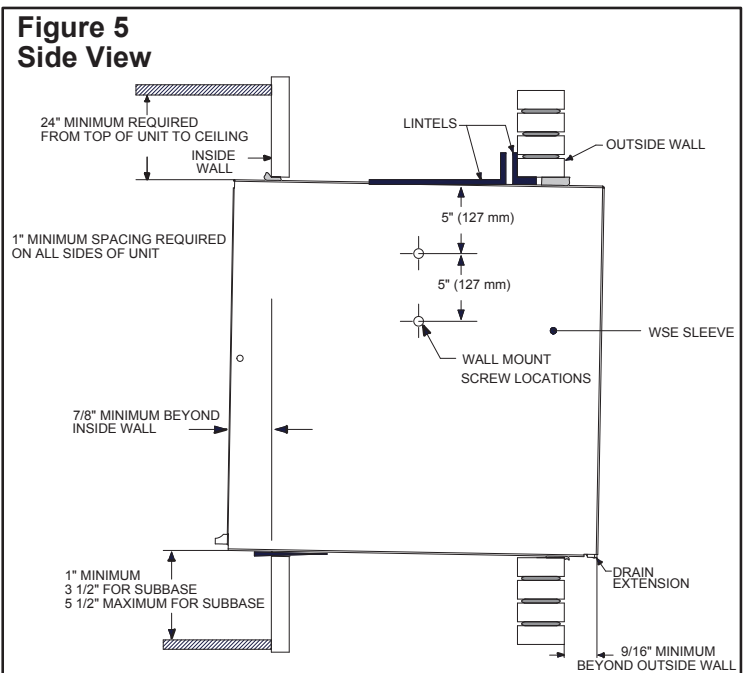 Figure 5
Side View
24" MINIMUM REQUIRED
FROM TOP OF UNIT TO CEILING
INSIDE
WALL
LINTELS
OUTSIDE WALL
5" (127 mm)
1" MINIMUM SPACING REQUIRED
ON ALL SIDES OF UNIT
5" (127 mm)
WSE SLEEVE
WALL MOUNT
SCREW LOCATIONS
7/8" MINIMUM BEYOND
INSIDE WALL
1" MINIMUM
3 1/2" FOR SUBBASE
5 1/2" MAXIMUM FOR SUBBASE
DRAIN
EXTENSION
9/16" MINIMUM
BEYOND OUTSIDE WALL